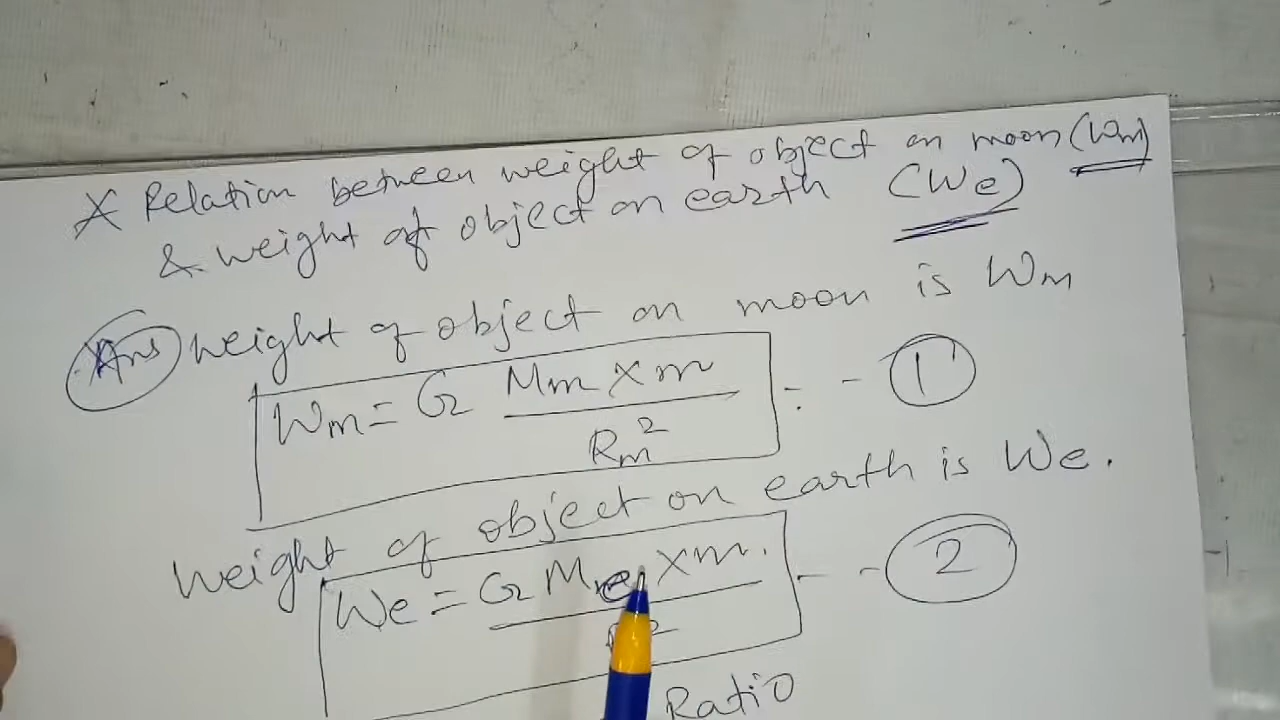 X Relation between weight of object on moon (Wm)
& weight of object on earth (We)
Ans weight of object on moon is Wm
Wm = G Mm x m / Rm² : - - 1
Weight of object on earth is We.
We = G Me x m. / 2 - - 2
Ratio